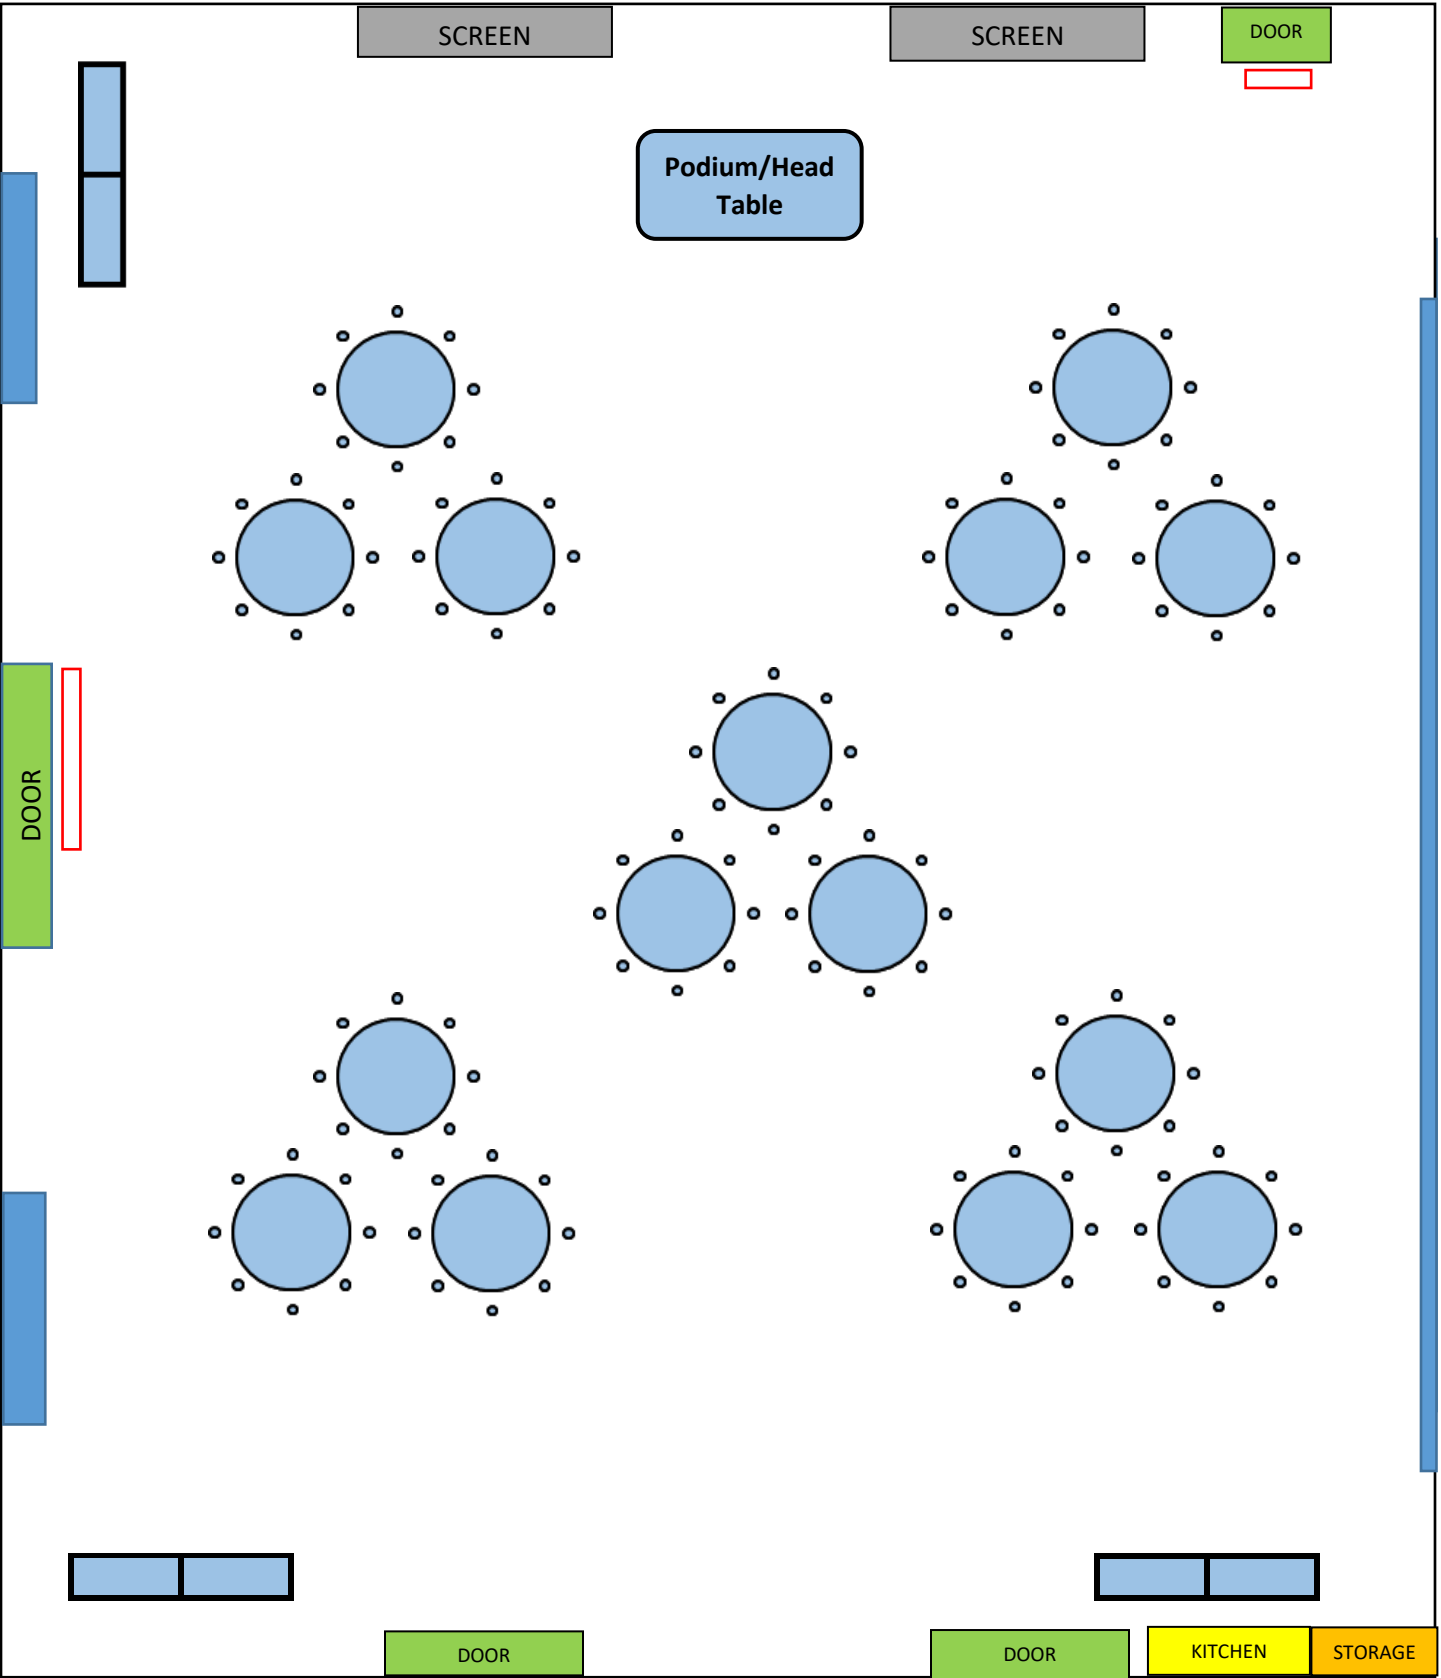 SCREEN
SCREEN
DOOR
Podium/Head
Table
DOOR
DOOR
DOOR
KITCHEN
STORAGE